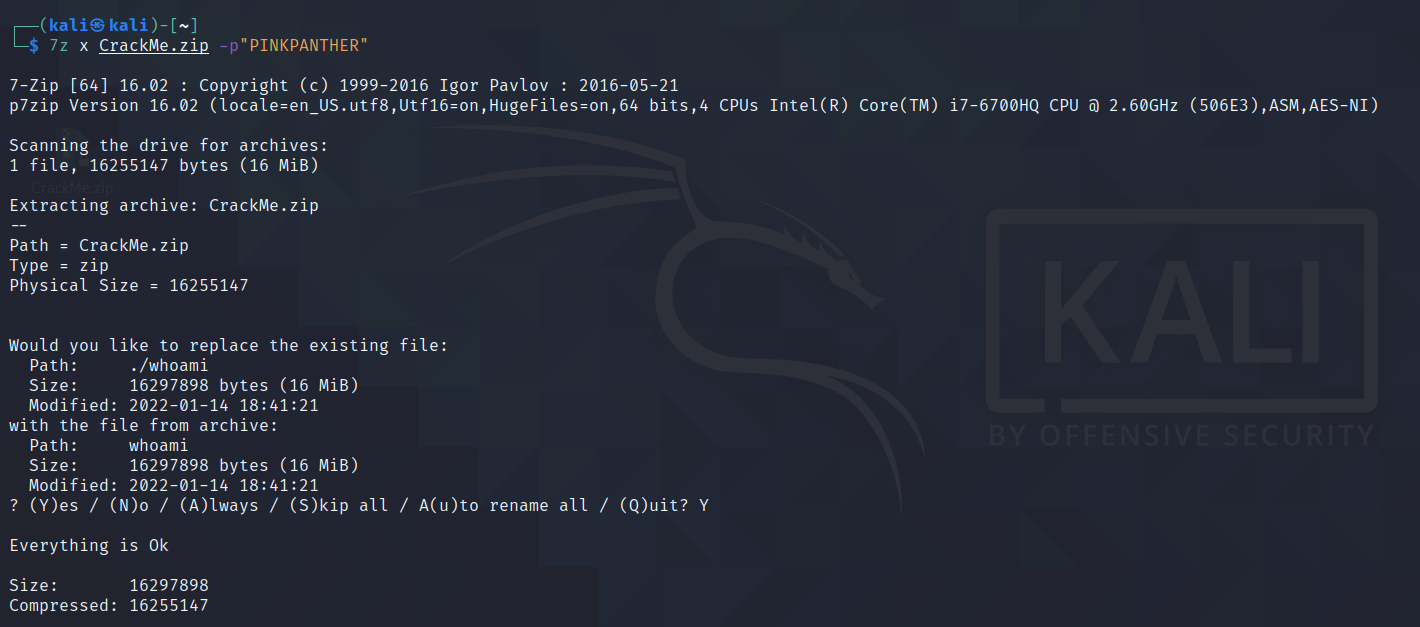 ┌──(kali㉿kali)-[~]
└─$ 7z x CrackMe.zip -p"PINKPANTHER"
7-Zip [64] 16.02 : Copyright (c) 1999-2016 Igor Pavlov : 2016-05-21
p7zip Version 16.02 (locale=en_US.utf8,Utf16=on,HugeFiles=on,64 bits,4 CPUs Intel(R) Core(TM) i7-6700HQ CPU @ 2.60GHz (506E3),ASM,AES-NI)
Scanning the drive for archives:
1 file, 16255147 bytes (16 MiB)
CrackMe.zip
Extracting archive: CrackMe.zip
--
Path = CrackMe.zip
Type = zip
Physical Size = 16255147
Would you like to replace the existing file:
  Path:     ./whoami
  Size:     16297898 bytes (16 MiB)
  Modified: 2022-01-14 18:41:21
with the file from archive:
  Path:     whoami
  Size:     16297898 bytes (16 MiB)
  Modified: 2022-01-14 18:41:21
? (Y)es / (N)o / (A)lways / (S)kip all / A(u)to rename all / (Q)uit? Y
Everything is Ok
Size:       16297898
Compressed: 16255147
KALI
BY OFFENSIVE SECURITY